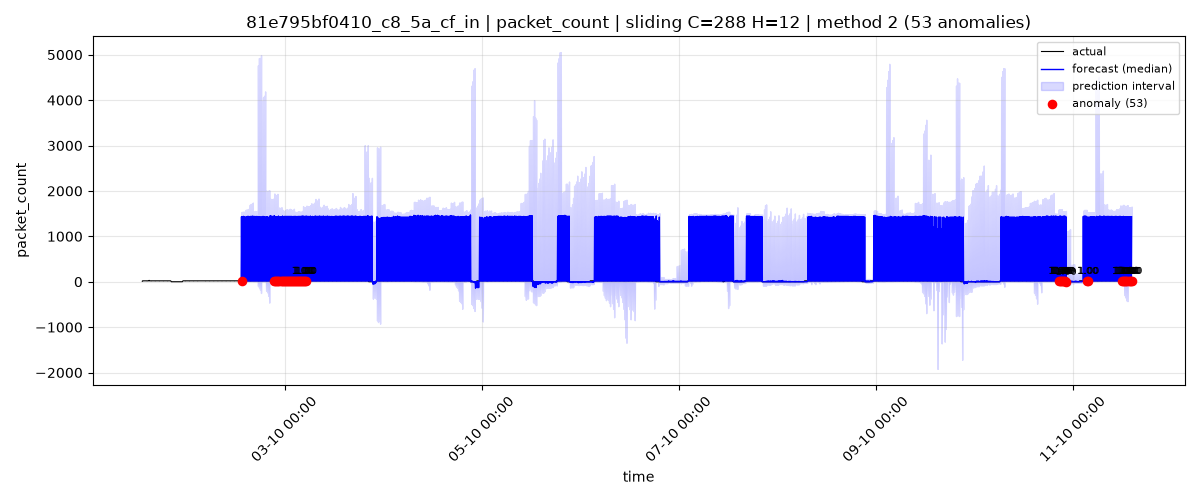 81e795bf0410_c8_5a_cf_in | packet_count | sliding C=288 H=12 | method 2 (53 anomalies)
actual
forecast (median)
prediction interval
anomaly (53)
packet_count
5000
4000
3000
2000
1000
0
−1000
−2000
03-10 00:00
05-10 00:00
07-10 00:00
09-10 00:00
11-10 00:00
time